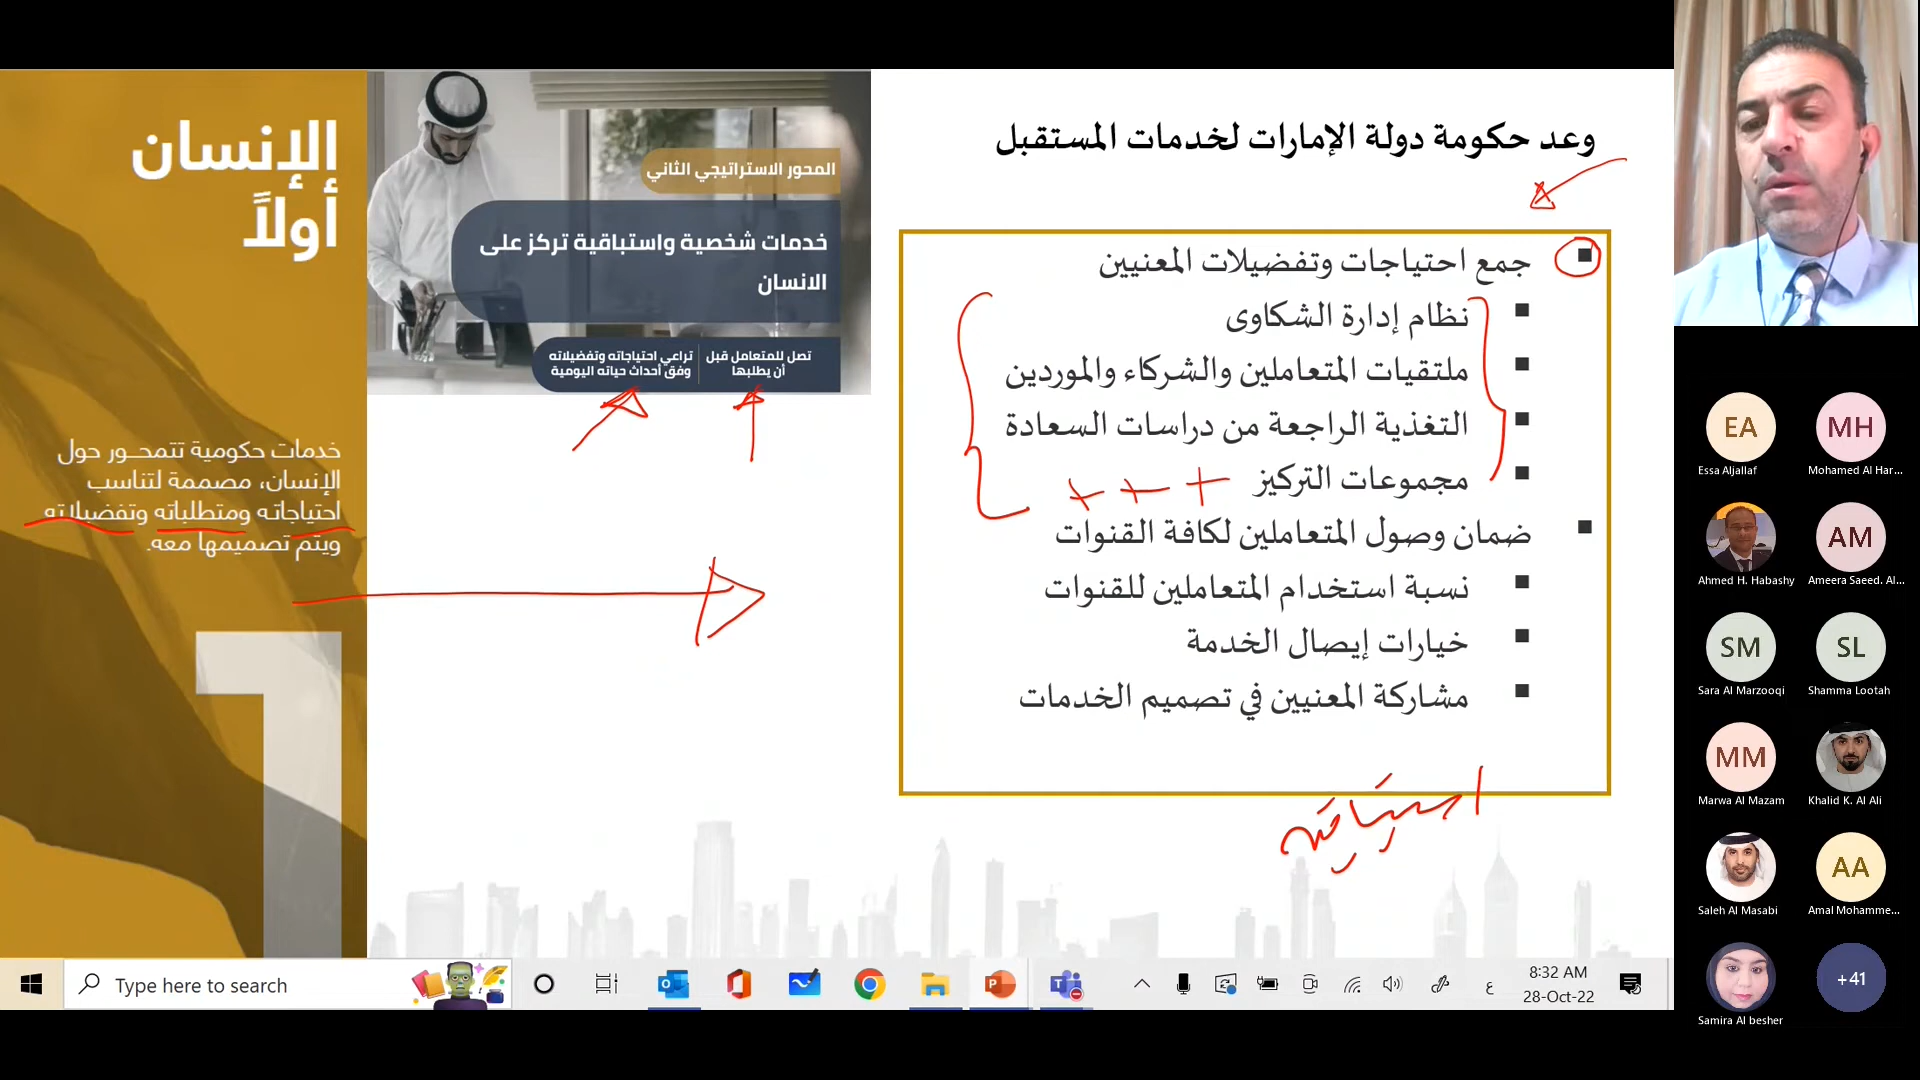 وعد حكومة دولة الإمارات لخدمات المستقبل
جمع احتياجات وتفضيلات المعنيين
نظام إدارة الشكاوى
ملتقيات المتعاملين والشركاء والموردين
التغذية الراجعة من دراسات السعادة
مجموعات التركيز
ضمان وصول المتعاملين لكافة القنوات
نسبة استخدام المتعاملين للقنوات
خيارات إيصال الخدمة
مشاركة المعنيين في تصميم الخدمات
المحور الاستراتيجي الثاني
خدمات شخصية واستباقية تركز على
الانسان
تصل للمتعامل قبل
أن يطلبها
تراعي احتياجاته وتفضيلاته
وفق أحداث حياته اليومية
الإنسان
أولاً
خدمات حكومية تتمحـور حول
الإنسان، مصممة لتناسب
احتياجاته ومتطلباته وتفضيلاته
ويتم تصميمها معه.
1
EA
Essa Aljallaf
MH
Mohamed Al Har...
Ahmed H. Habashy
AM
Ameera Saeed. Al...
SM
Sara Al Marzooqi
SL
Shamma Lootah
MM
Marwa Al Mazam
Khalid K. Al Ali
Saleh Al Masabi
AA
Amal Mohamme...
Samira Al besher
+41
Type here to search
ع
8:32 AM
28-Oct-22